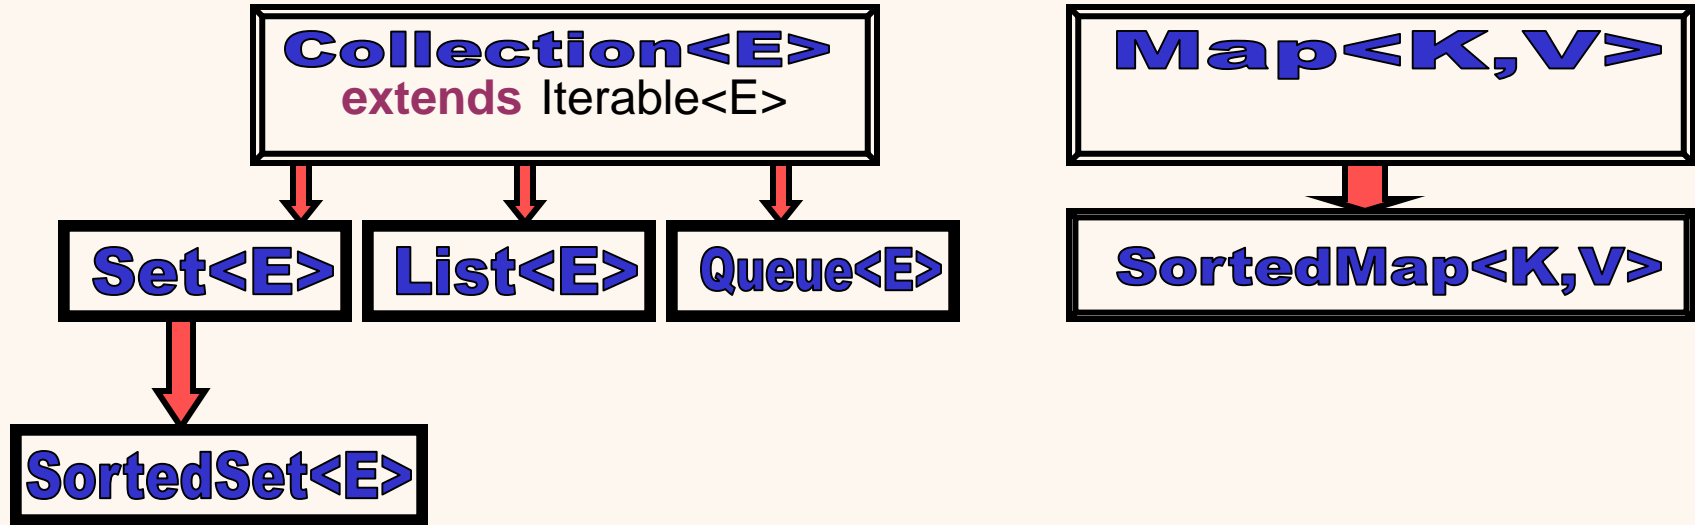 Collection<E>
extends Iterable<E>
Map<K,V>
Set<E>
List<E>
Queue<E>
SortedMap<K,V>
SortedSet<E>